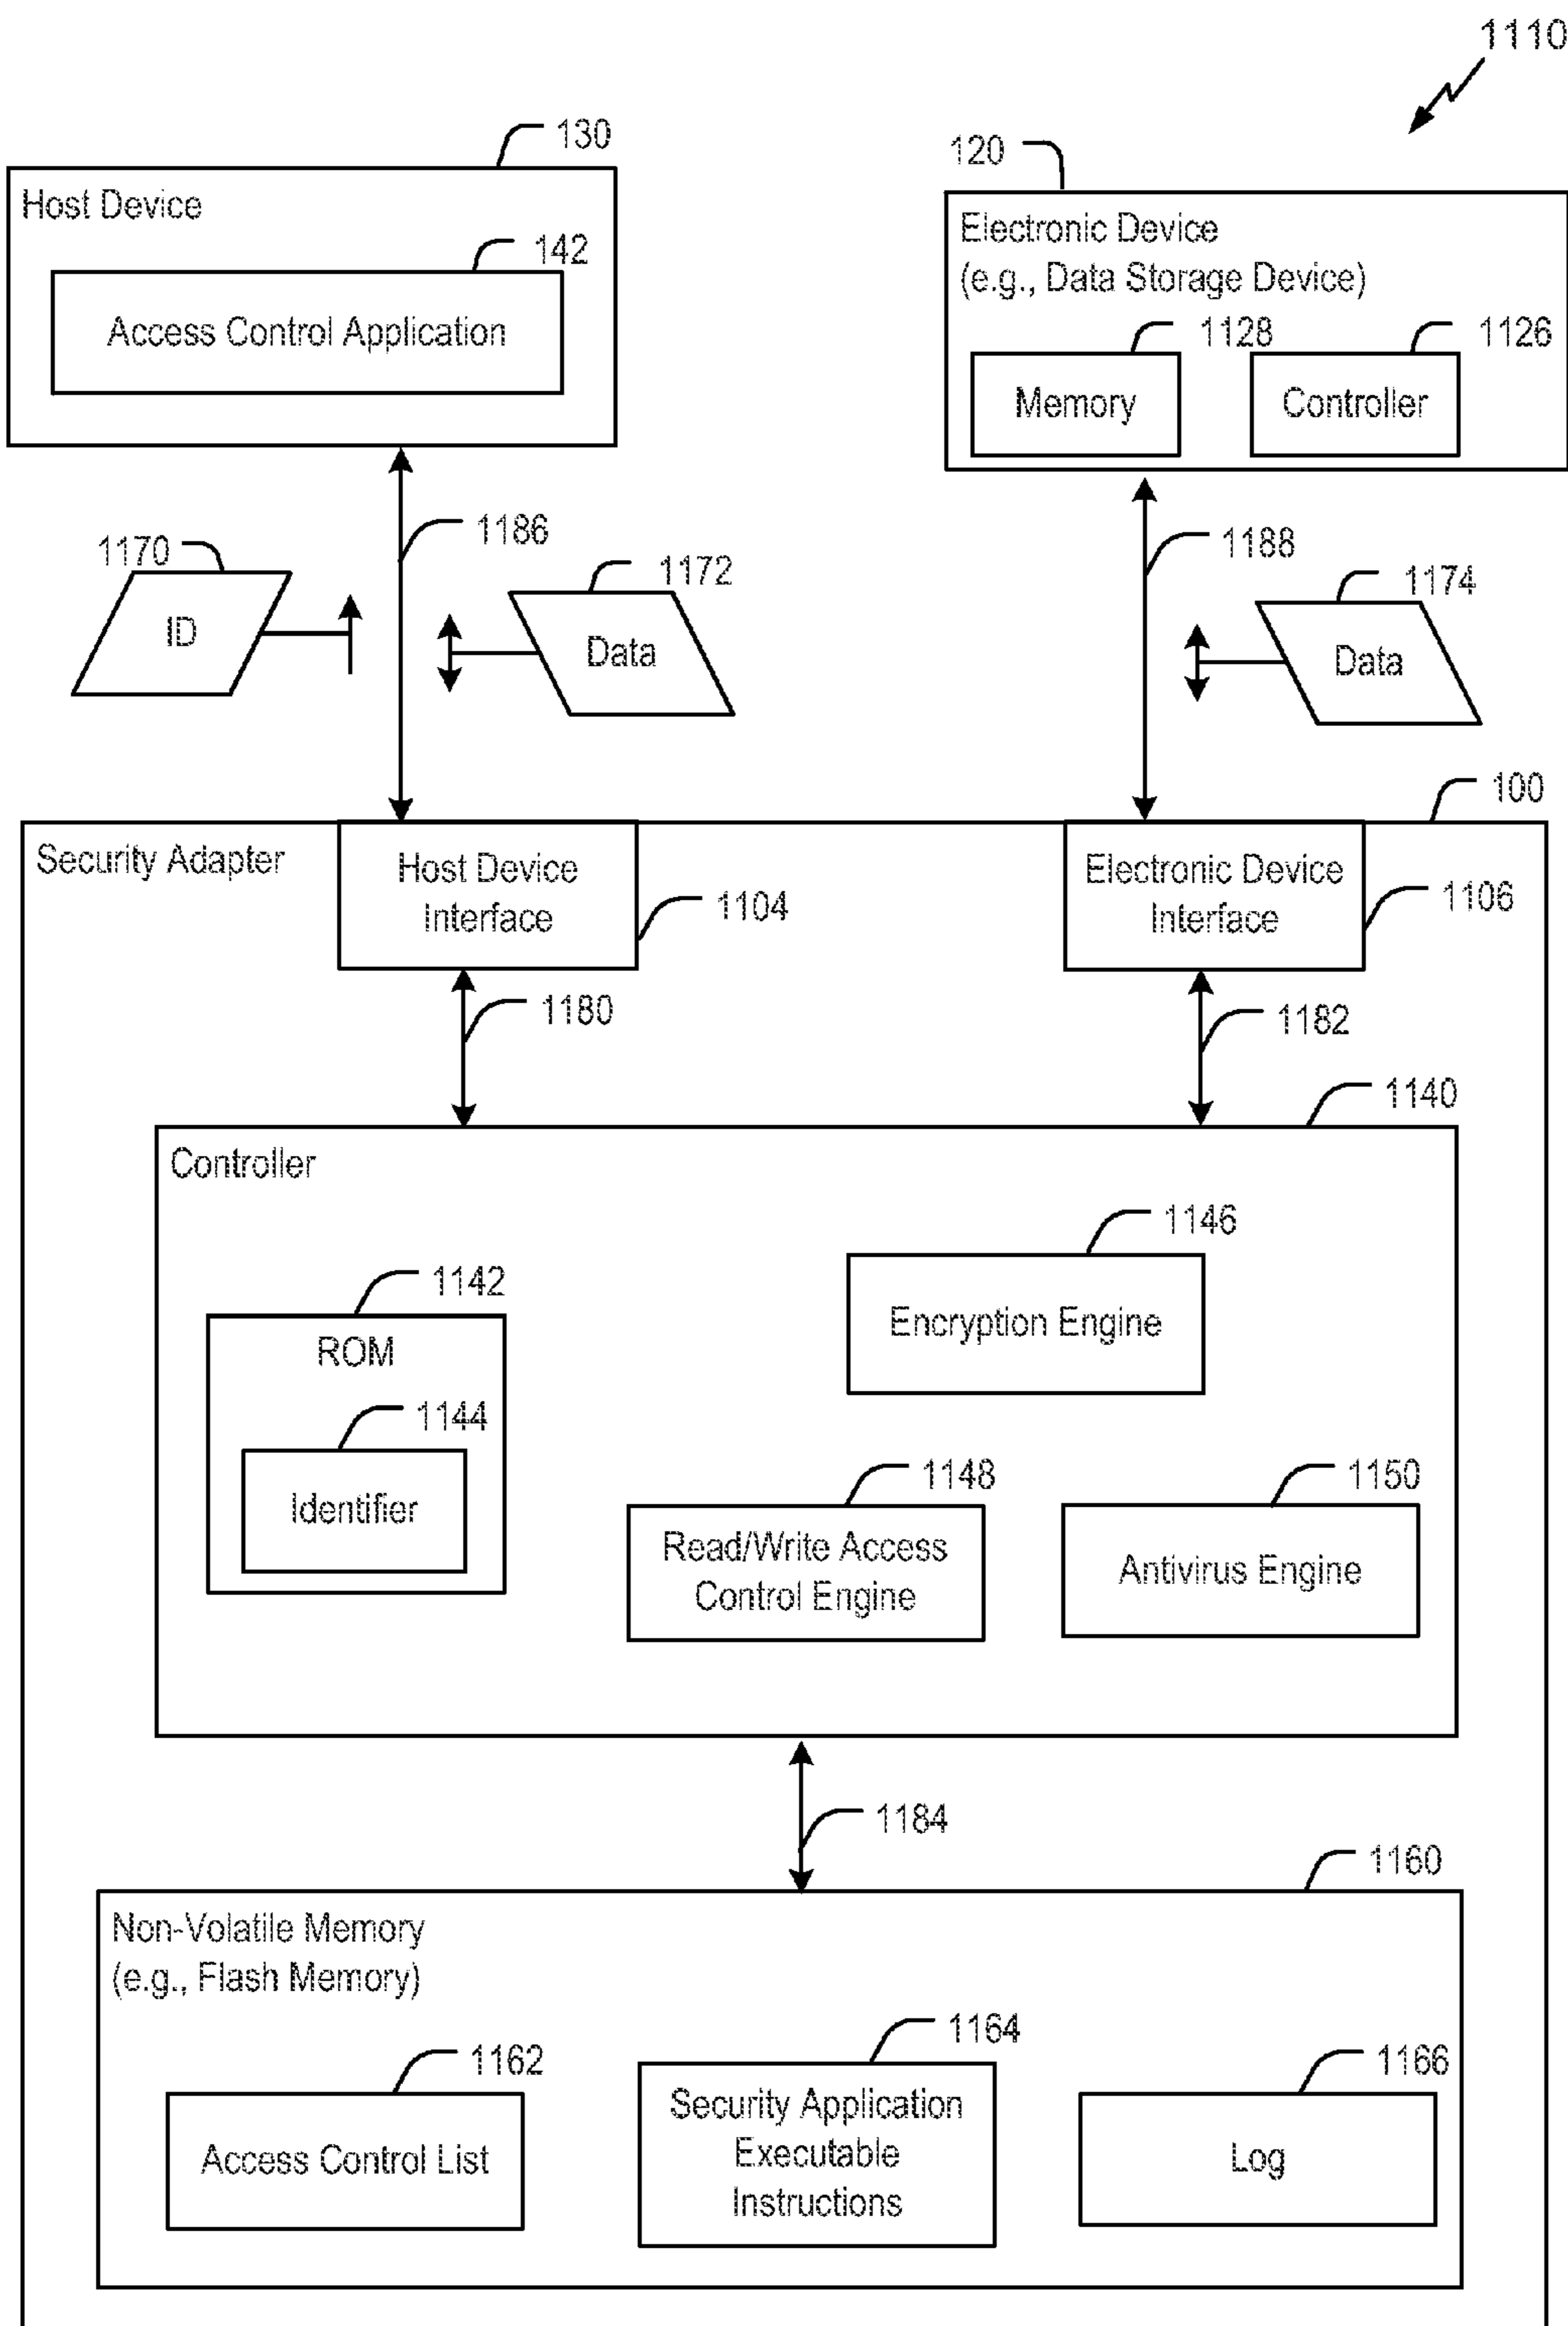 1110
130
Host Device
142
Access Control Application
120
Electronic Device
(e.g., Data Storage Device)
1128
Memory
1126
Controller
1186
1170
ID
1172
Data
1188
1174
Data
100
Security Adapter
Host Device
Interface
1104
Electronic Device
Interface
1106
1180
1182
1140
Controller
1146
Encryption Engine
1142
ROM
1144
Identifier
1148
Read/Write Access
Control Engine
1150
Antivirus Engine
1184
1160
Non-Volatile Memory
(e.g., Flash Memory)
1162
Access Control List
1164
Security Application
Executable
Instructions
1166
Log